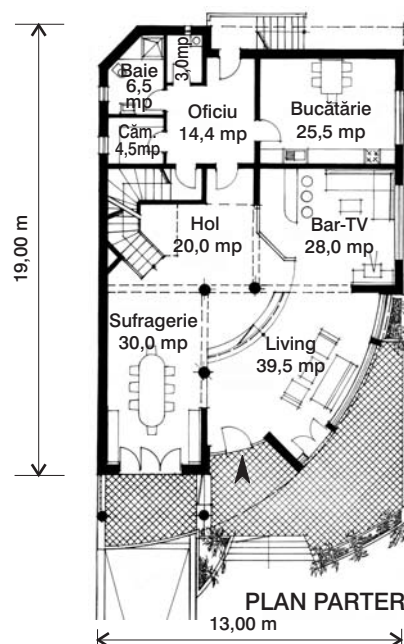 3,0mp
Baie
6,5
mp
Oficiu
14,4 mp
Bucătărie
25,5 mp
Căm.
4,5mp
Hol
20,0 mp
Bar-TV
28,0 mp
19,00 m
Sufragerie
30,0 mp
Living
39,5 mp
PLAN PARTER
13,00 m